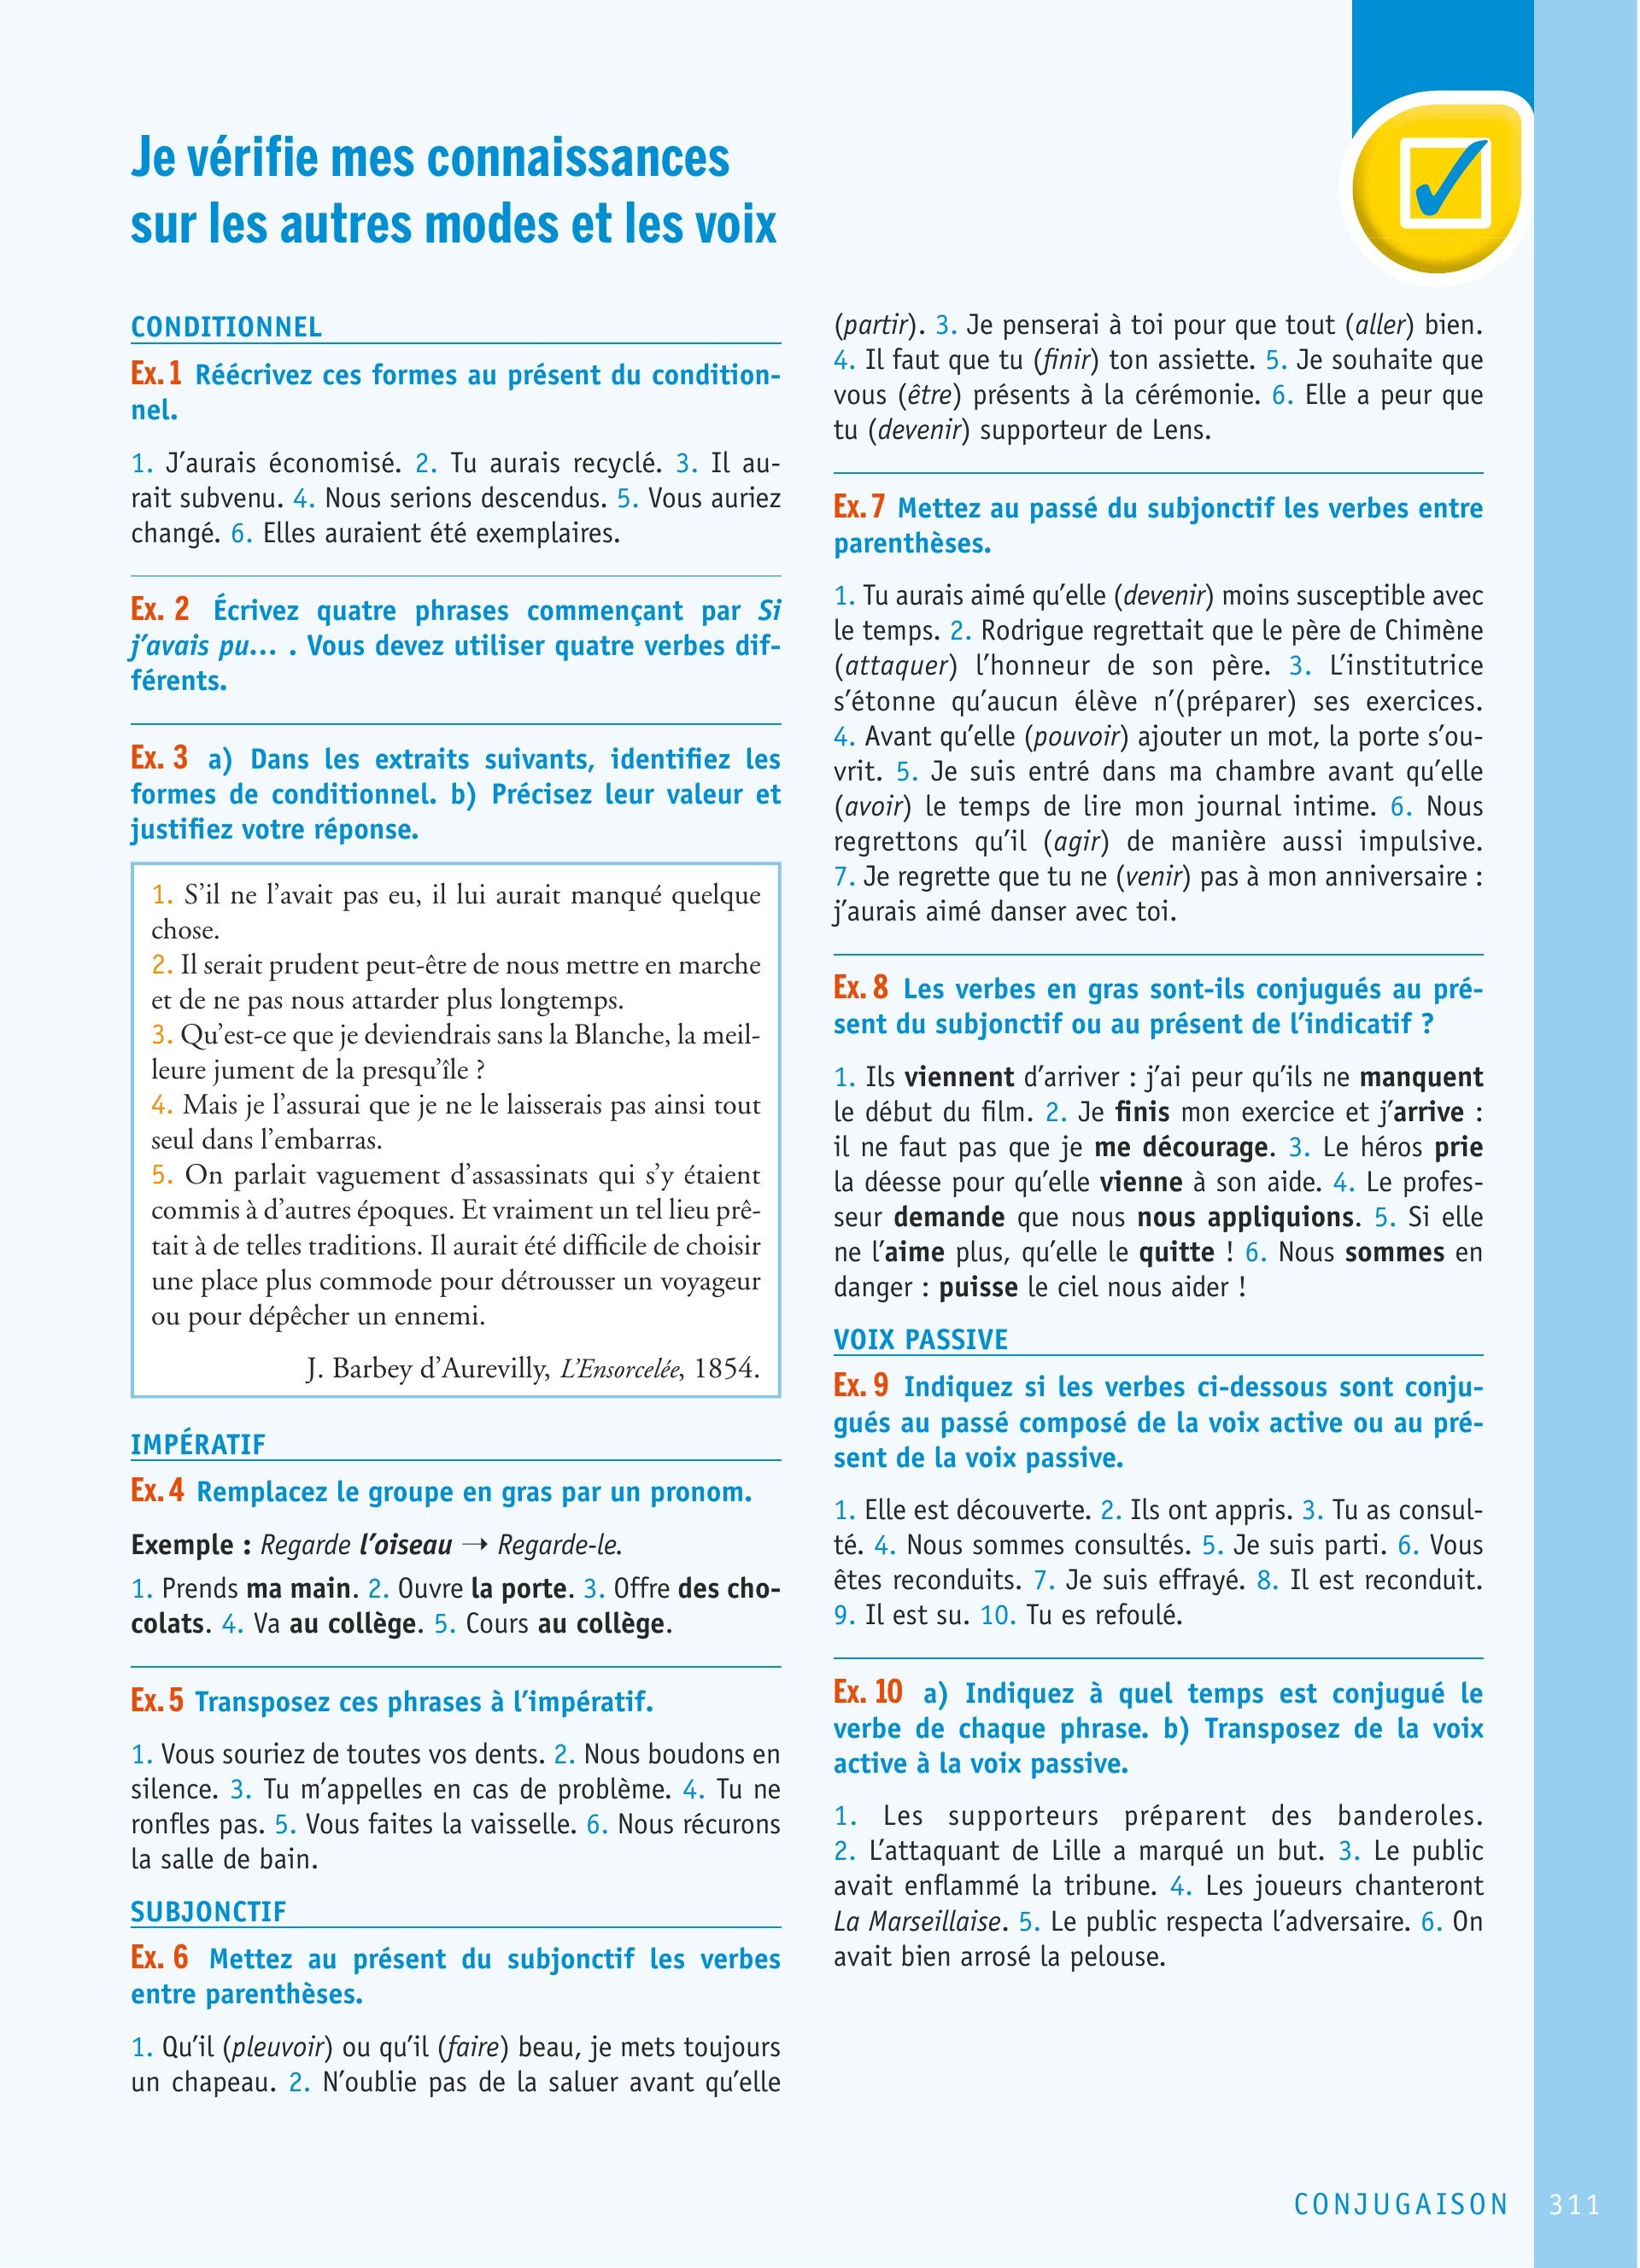 Je vérifie mes connaissances
sur les autres modes et les voix
CONDITIONNEL
Ex. 1 Réécrivez ces formes au présent du condition-
nel.
1. J’aurais économisé. 2. Tu aurais recyclé. 3. Il au-
rait subvenu. 4. Nous serions descendus. 5. Vous auriez
changé. 6. Elles auraient été exemplaires.
Ex. 2 Écrivez quatre phrases commençant par Si
j’avais pu... . Vous devez utiliser quatre verbes dif-
férents.
Ex. 3 a) Dans les extraits suivants, identifiez les
formes de conditionnel. b) Précisez leur valeur et
justifiez votre réponse.
1. S’il ne l’avait pas eu, il lui aurait manqué quelque
chose.
2. Il serait prudent peut-être de nous mettre en marche
et de ne pas nous attarder plus longtemps.
3. Qu’est-ce que je deviendrais sans la Blanche, la meil-
leure jument de la presqu’île ?
4. Mais je l’assurai que je ne le laisserais pas ainsi tout
seul dans l’embarras.
5. On parlait vaguement d’assassinats qui s’y étaient
commis à d’autres époques. Et vraiment un tel lieu prê-
tait à de telles traditions. Il aurait été difficile de choisir
une place plus commode pour détrousser un voyageur
ou pour dépêcher un ennemi.
J. Barbey d’Aurevilly, L’Ensorcelée, 1854.
IMPÉRATIF
Ex. 4 Remplacez le groupe en gras par un pronom.
Exemple : Regarde l’oiseau → Regarde-le.
1. Prends ma main. 2. Ouvre la porte. 3. Offre des cho-
colats. 4. Va au collège. 5. Cours au collège.
Ex. 5 Transposez ces phrases à l’impératif.
1. Vous souriez de toutes vos dents. 2. Nous boudons en
silence. 3. Tu m’appelles en cas de problème. 4. Tu ne
ronfles pas. 5. Vous faites la vaisselle. 6. Nous récurons
la salle de bain.
SUBJONCTIF
Ex. 6 Mettez au présent du subjonctif les verbes
entre parenthèses.
1. Qu’il (pleuvoir) ou qu’il (faire) beau, je mets toujours
un chapeau. 2. N’oublie pas de la saluer avant qu’elle
(partir). 3. Je penserai à toi pour que tout (aller) bien.
4. Il faut que tu (finir) ton assiette. 5. Je souhaite que
vous (être) présents à la cérémonie. 6. Elle a peur que
tu (devenir) supporteur de Lens.
Ex. 7 Mettez au passé du subjonctif les verbes entre
parenthèses.
1. Tu aurais aimé qu’elle (devenir) moins susceptible avec
le temps. 2. Rodrigue regrettait que le père de Chimène
(attaquer) l’honneur de son père. 3. L’institutrice
s’étonne qu’aucun élève n’(préparer) ses exercices.
4. Avant qu’elle (pouvoir) ajouter un mot, la porte s’ou-
vrit. 5. Je suis entré dans ma chambre avant qu’elle
(avoir) le temps de lire mon journal intime. 6. Nous
regrettons qu’il (agir) de manière aussi impulsive.
7. Je regrette que tu ne (venir) pas à mon anniversaire :
j’aurais aimé danser avec toi.
Ex. 8 Les verbes en gras sont-ils conjugués au pré-
sent du subjonctif ou au présent de l’indicatif ?
1. Ils viennent d’arriver : j’ai peur qu’ils ne manquent
le début du film. 2. Je finis mon exercice et j’arrive :
il ne faut pas que je me décourage. 3. Le héros prie
la déesse pour qu’elle vienne à son aide. 4. Le profes-
seur demande que nous nous appliquions. 5. Si elle
ne l’aime plus, qu’elle le quitte ! 6. Nous sommes en
danger : puisse le ciel nous aider !
VOIX PASSIVE
Ex. 9 Indiquez si les verbes ci-dessous sont conju-
gués au passé composé de la voix active ou au pré-
sent de la voix passive.
1. Elle est découverte. 2. Ils ont appris. 3. Tu as consul-
té. 4. Nous sommes consultés. 5. Je suis parti. 6. Vous
êtes reconduits. 7. Je suis effrayé. 8. Il est reconduit.
9. Il est su. 10. Tu es refoulé.
Ex. 10 a) Indiquez à quel temps est conjugué le
verbe de chaque phrase. b) Transposez de la voix
active à la voix passive.
1. Les supporteurs préparent des banderoles.
2. L’attaquant de Lille a marqué un but. 3. Le public
avait enflammé la tribune. 4. Les joueurs chanteront
La Marseillaise. 5. Le public respecta l’adversaire. 6. On
avait bien arrosé la pelouse.
CONJUGAISON 311